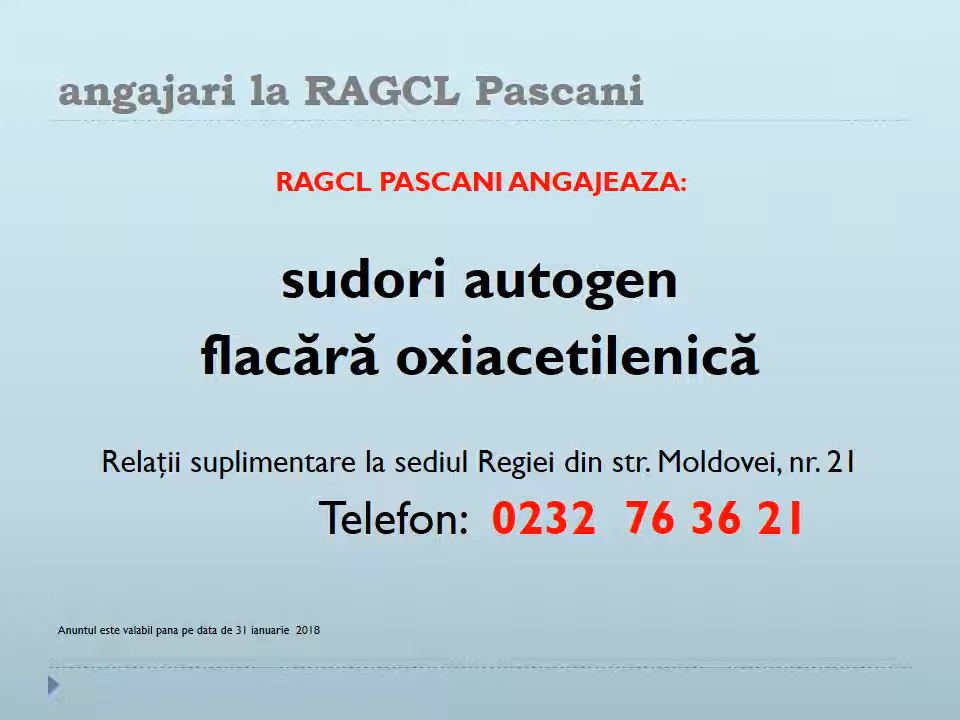 angajari la RAGCL Pascani
RAGCL PASCANI ANGAJEAZA:
sudori autogen
flacără oxiacetilenică
Relații suplimentare la sediul Regiei din str. Moldovei, nr. 21
Telefon: 0232 76 36 21
Anuntul este valabil pana pe data de 31 ianuarie 2018